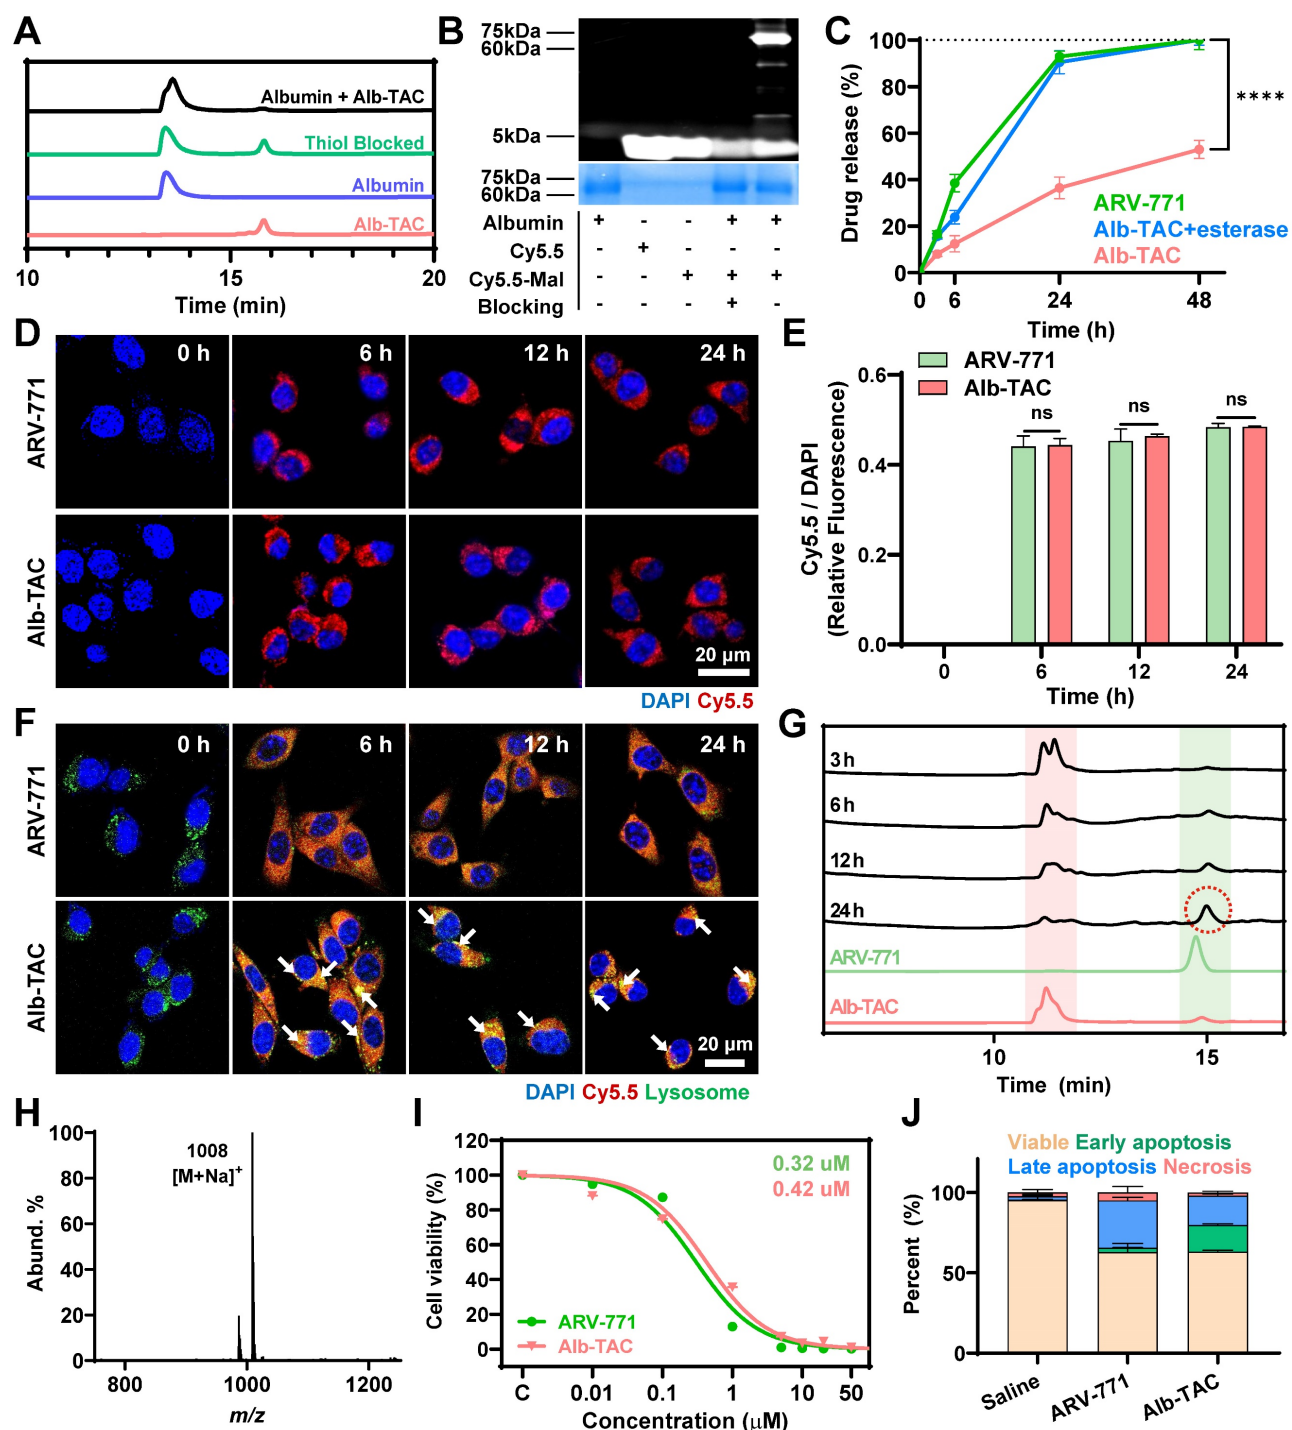 A
Albumin + Alb-TAC
Thiol Blocked
Albumin
Alb-TAC
10 15 20
Time (min)
B
75kDa
60kDa
5kDa
75kDa
60kDa
Albumin + - - + +
Cy5.5 - + - - -
Cy5.5-Mal - - + + +
Blocking - - - + -
C
Drug release (%)
100
80
60
40
20
0
****
ARV-771
Alb-TAC+esterase
Alb-TAC
0 6 24 48
Time (h)
D
ARV-771
0 h 6 h 12 h 24 h
Alb-TAC
20 μm
DAPI Cy5.5
E
ARV-771
Alb-TAC
Cy5.5 / DAPI
(Relative Fluorescence)
0.6
0.4
0.2
0.0
ns ns ns
0 6 12 24
Time (h)
F
ARV-771
0 h 6 h 12 h 24 h
Alb-TAC
20 μm
DAPI Cy5.5 Lysosome
G
3 h
6 h
12 h
24 h
ARV-771
Alb-TAC
10 15
Time (min)
H
Abund. %
100
80
60
40
20
0
1008
[M+Na]+
800 1000 1200
m/z
I
Cell viability (%)
120
100
80
60
40
20
0
0.32 uM
0.42 uM
ARV-771
Alb-TAC
C 0.01 0.1 1 10 50
Concentration (μM)
J
Viable Early apoptosis
Late apoptosis Necrosis
Percent (%)
100
50
0
Saline
ARV-771
Alb-TAC